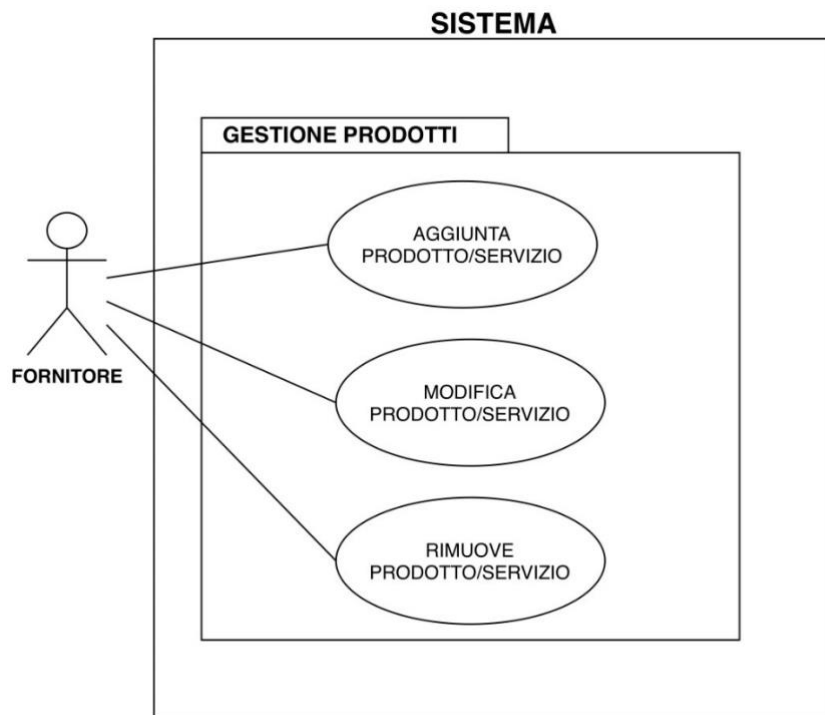 SISTEMA
GESTIONE PRODOTTI
AGGIUNTA
PRODOTTO/SERVIZIO
FORNITORE
MODIFICA
PRODOTTO/SERVIZIO
RIMUOVE
PRODOTTO/SERVIZIO